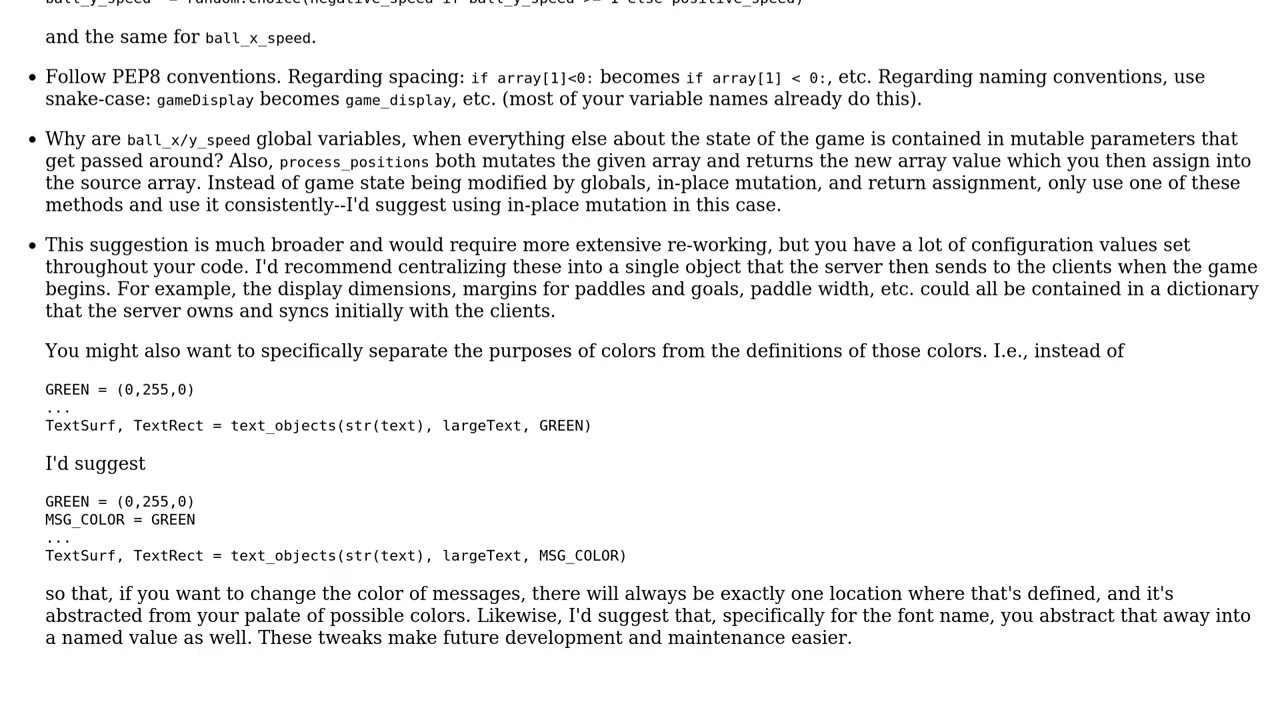 and the same for ball_x_speed.
Follow PEP8 conventions. Regarding spacing: if array[1]<0: becomes if array[1] < 0:, etc. Regarding naming conventions, use
snake-case: gameDisplay becomes game_display, etc. (most of your variable names already do this).
Why are ball_x/y_speed global variables, when everything else about the state of the game is contained in mutable parameters that
get passed around? Also, process_positions both mutates the given array and returns the new array value which you then assign into
the source array. Instead of game state being modified by globals, in-place mutation, and return assignment, only use one of these
methods and use it consistently--I'd suggest using in-place mutation in this case.
This suggestion is much broader and would require more extensive re-working, but you have a lot of configuration values set
throughout your code. I'd recommend centralizing these into a single object that the server then sends to the clients when the game
begins. For example, the display dimensions, margins for paddles and goals, paddle width, etc. could all be contained in a dictionary
that the server owns and syncs initially with the clients.
You might also want to specifically separate the purposes of colors from the definitions of those colors. I.e., instead of
GREEN = (0,255,0)
...
TextSurf, TextRect = text_objects(str(text), largeText, GREEN)
I'd suggest
GREEN = (0,255,0)
MSG_COLOR = GREEN
...
TextSurf, TextRect = text_objects(str(text), largeText, MSG_COLOR)
so that, if you want to change the color of messages, there will always be exactly one location where that's defined, and it's
abstracted from your palate of possible colors. Likewise, I'd suggest that, specifically for the font name, you abstract that away into
a named value as well. These tweaks make future development and maintenance easier.